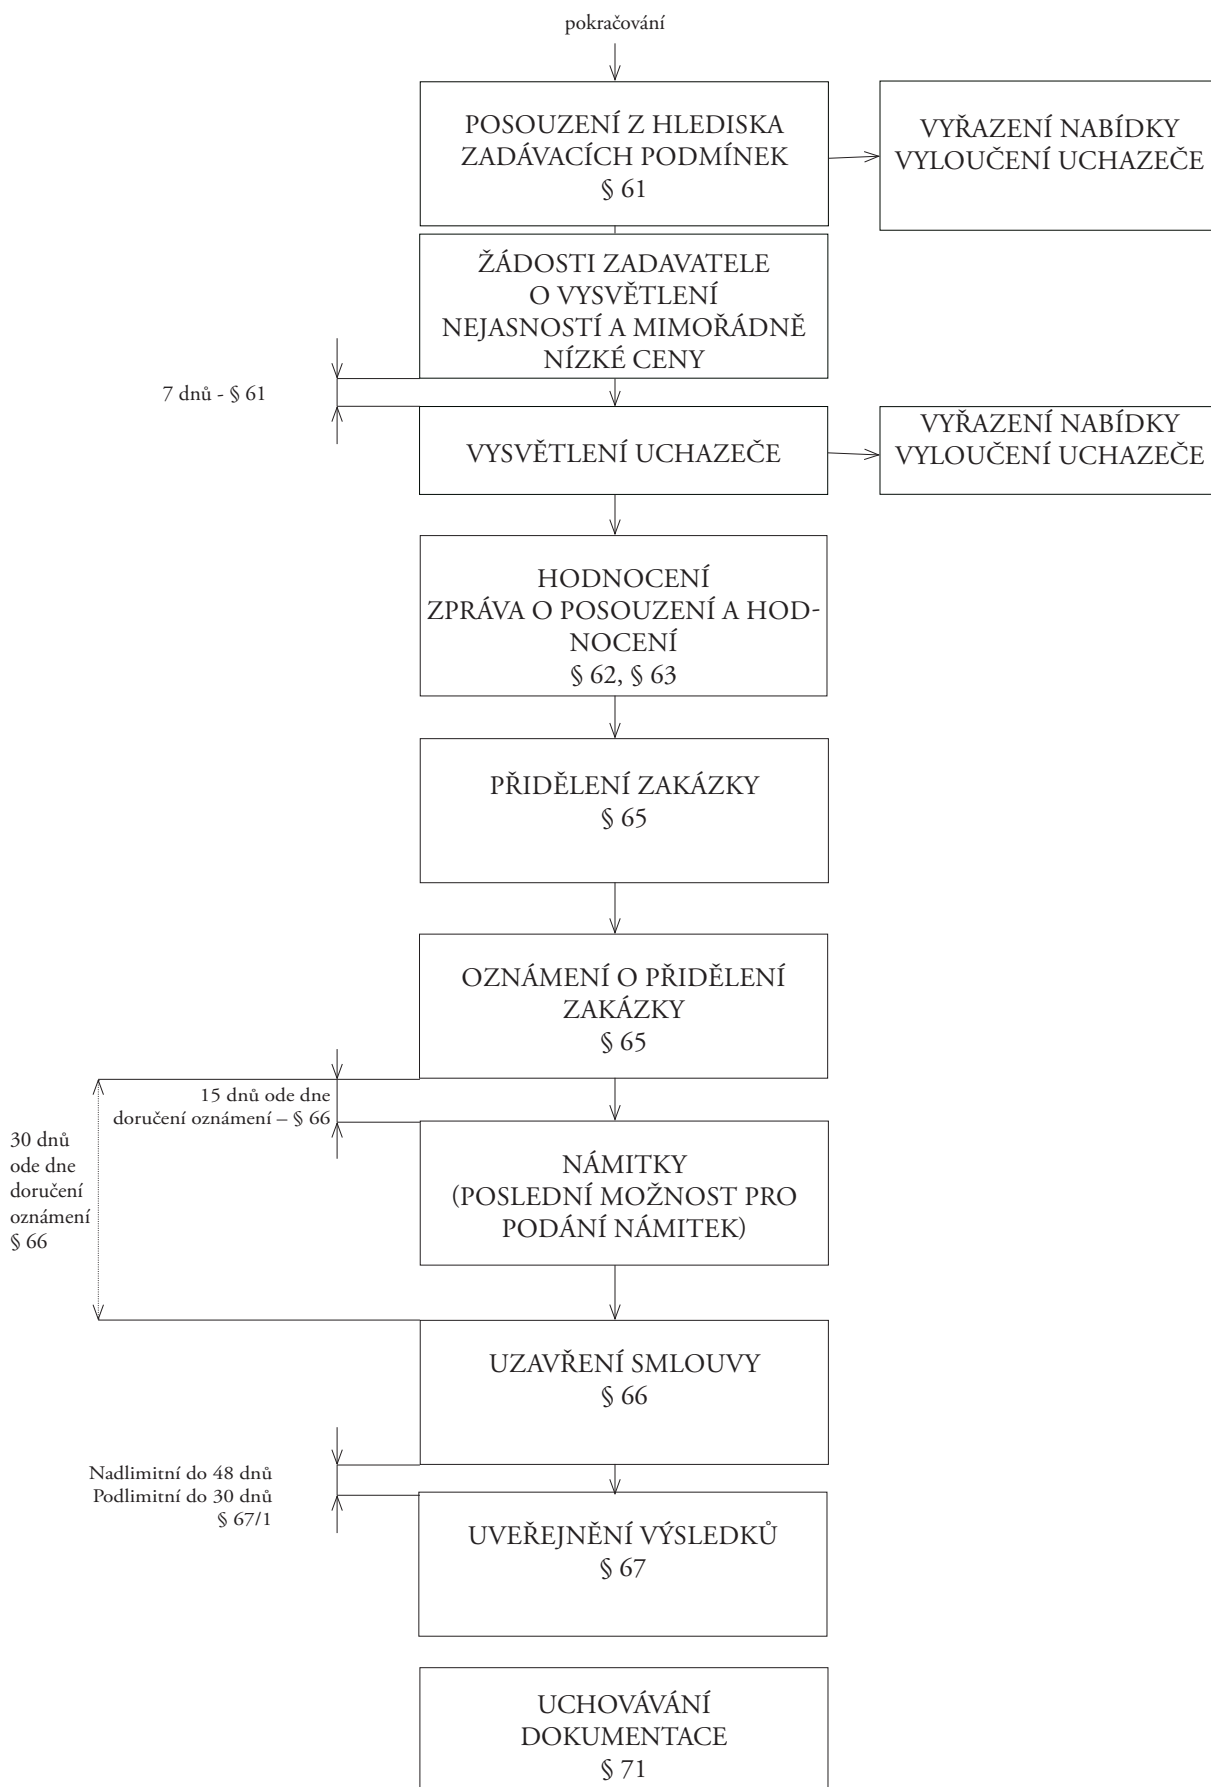 pokračování
POSOUZENÍ Z HLEDISKA
ZADÁVACÍCH PODMÍNEK
§ 61
VYŘAZENÍ NABÍDKY
VYLOUČENÍ UCHAZEČE
ŽÁDOSTI ZADAVATELE
O VYSVĚTLENÍ
NEJASNOSTÍ A MIMOŘÁDNĚ
NÍZKÉ CENY
7 dnů - § 61
VYSVĚTLENÍ UCHAZEČE
VYŘAZENÍ NABÍDKY
VYLOUČENÍ UCHAZEČE
HODNOCENÍ
ZPRÁVA O POSOUZENÍ A HOD-
NOCENÍ
§ 62, § 63
PŘIDĚLENÍ ZAKÁZKY
§ 65
OZNÁMENÍ O PŘIDĚLENÍ
ZAKÁZKY
§ 65
15 dnů ode dne
doručení oznámení – § 66
30 dnů
ode dne
doručení
oznámení
§ 66
NÁMITKY
(POSLEDNÍ MOŽNOST PRO
PODÁNÍ NÁMITEK)
UZAVŘENÍ SMLOUVY
§ 66
Nadlimitní do 48 dnů
Podlimitní do 30 dnů
§ 67/1
UVEŘEJNĚNÍ VÝSLEDKŮ
§ 67
UCHOVÁVÁNÍ
DOKUMENTACE
§ 71